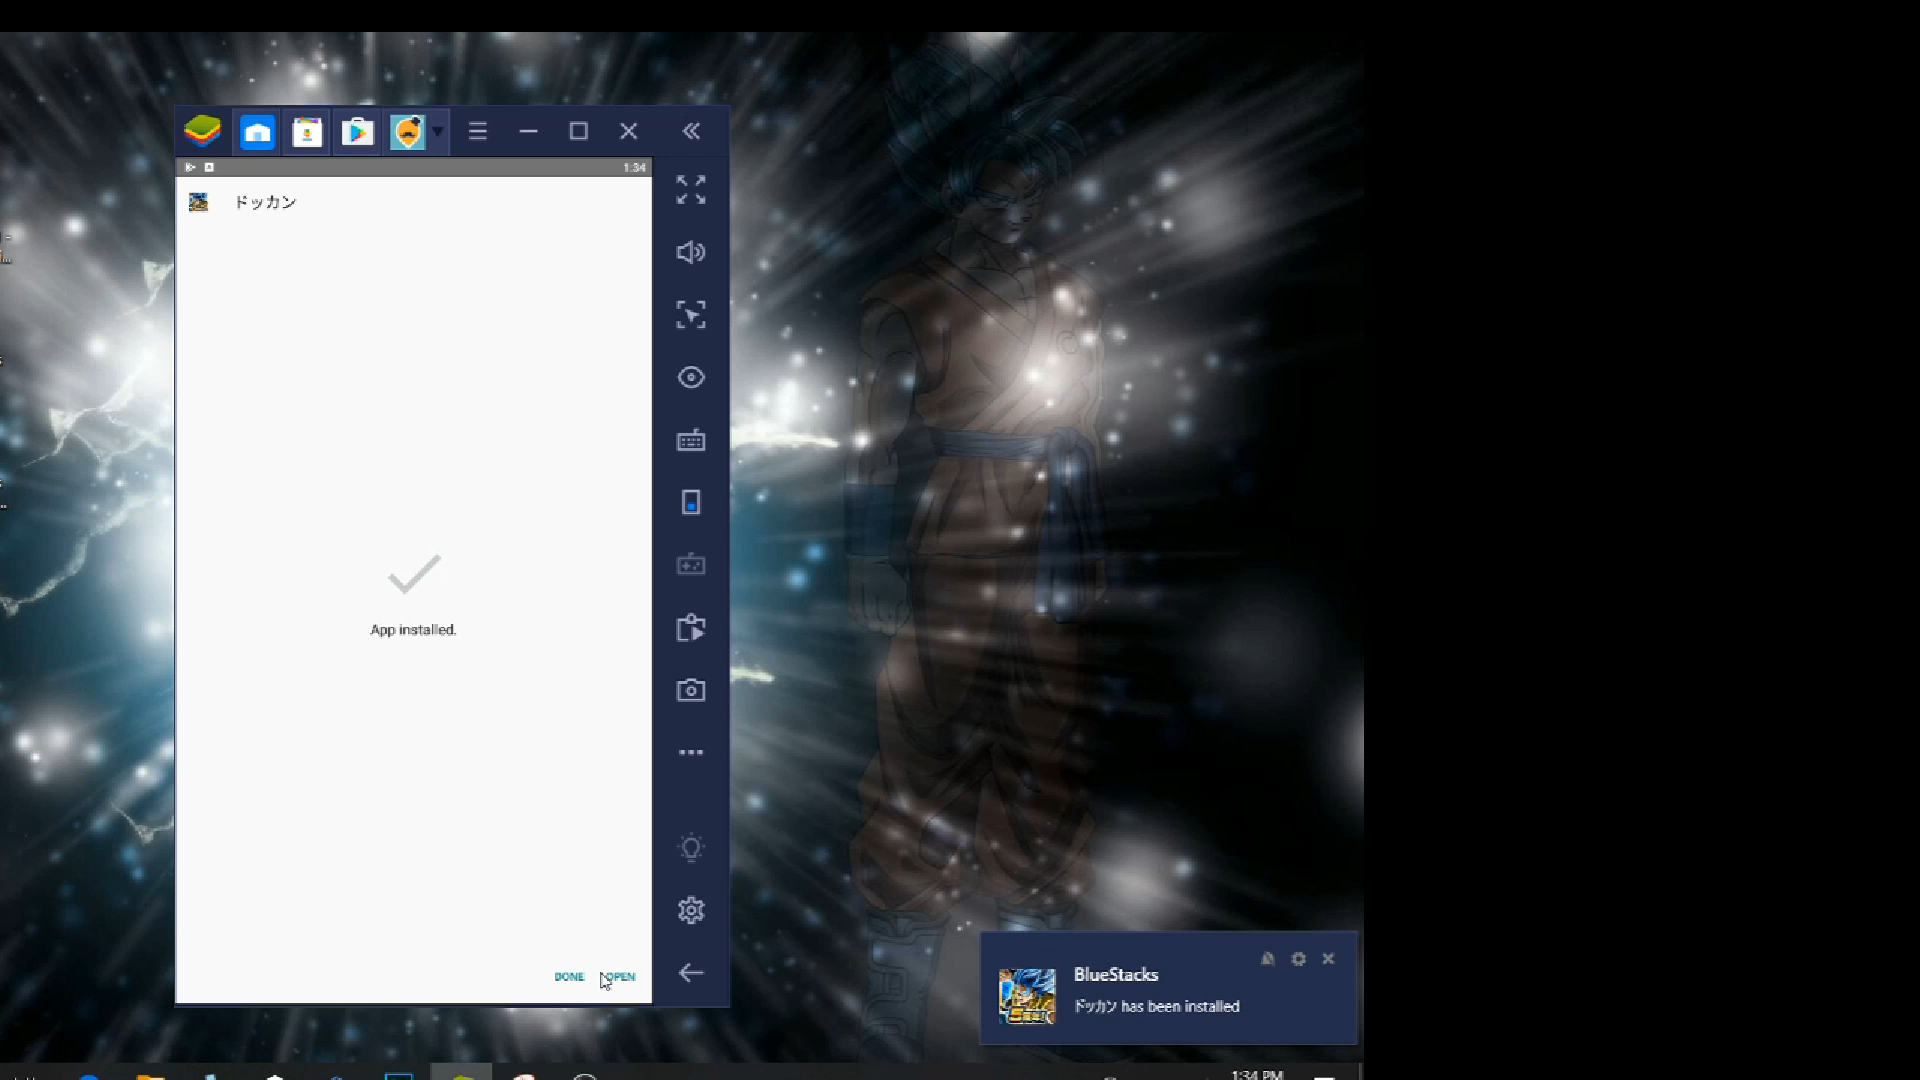 1:34
ドッカン
App installed.
DONE
OPEN
BlueStacks
ドッカン has been installed
1:34 PM